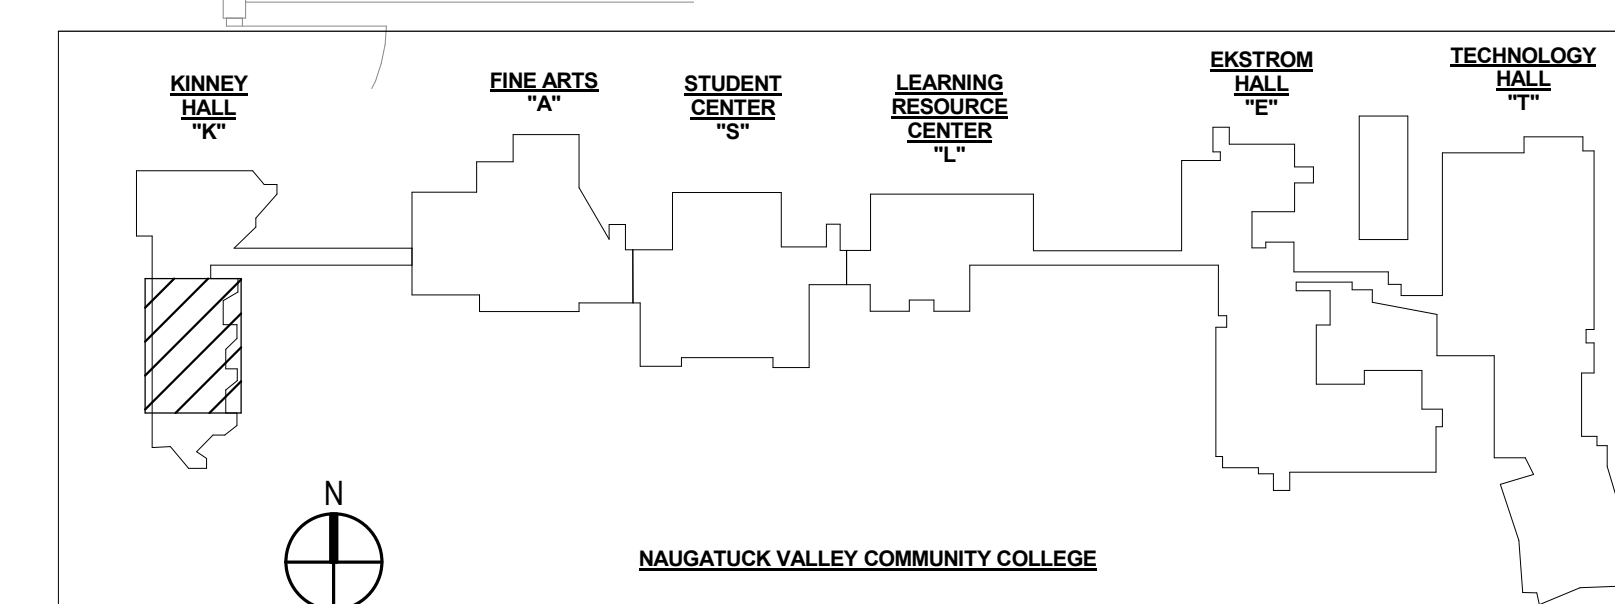 KINNEY
HALL
"K"
FINE ARTS
"A"
STUDENT
CENTER
"S"
LEARNING
RESOURCE
CENTER
"L"
EKSTROM
HALL
"E"
TECHNOLOGY
HALL
"T"
N
NAUGATUCK VALLEY COMMUNITY COLLEGE